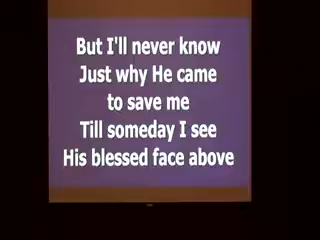 But I'll never know
Just why He came
to save me
Till someday I see
His blessed face above